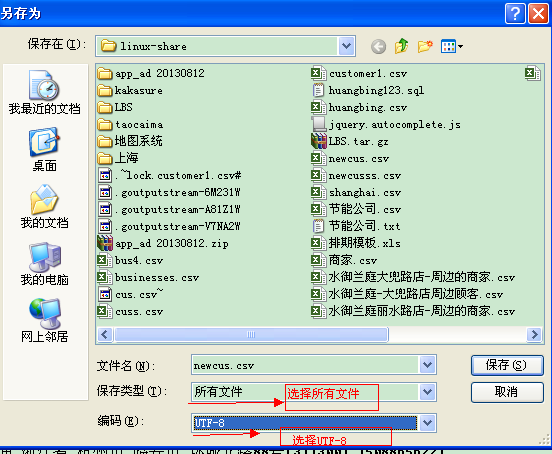 另存为
保存在(I):
linux-share
我最近的文档
桌面
我的文档
我的电脑
网上邻居
app_ad 20130812
kakasure
LBS
taocaima
地图系统
上海
.~lock.customer1.csv#
.goutputstream-6M231W
.goutputstream-A81Z1W
.goutputstream-V7NA2W
app_ad 20130812.zip
bus4.csv
businesses.csv
cus.csv~
cuss.csv
customer1.csv
huangbing123.sql
huangbing.csv
jquery.autocomplete.js
LBS.tar.gz
newcus.csv
newcusss.csv
shanghai.csv
节能公司.csv
节能公司.txt
排期模板.xls
商家.csv
水御兰庭-大兜路店-周边的商家.csv
水御兰庭-大兜路店周边顾客.csv
水御兰庭丽水路店-周边的商家.csv
文件名(N):
newcus.csv
保存(S)
保存类型(T):
所有文件
选择所有文件
取消
编码(E):
UTF-8
选择UTF-8